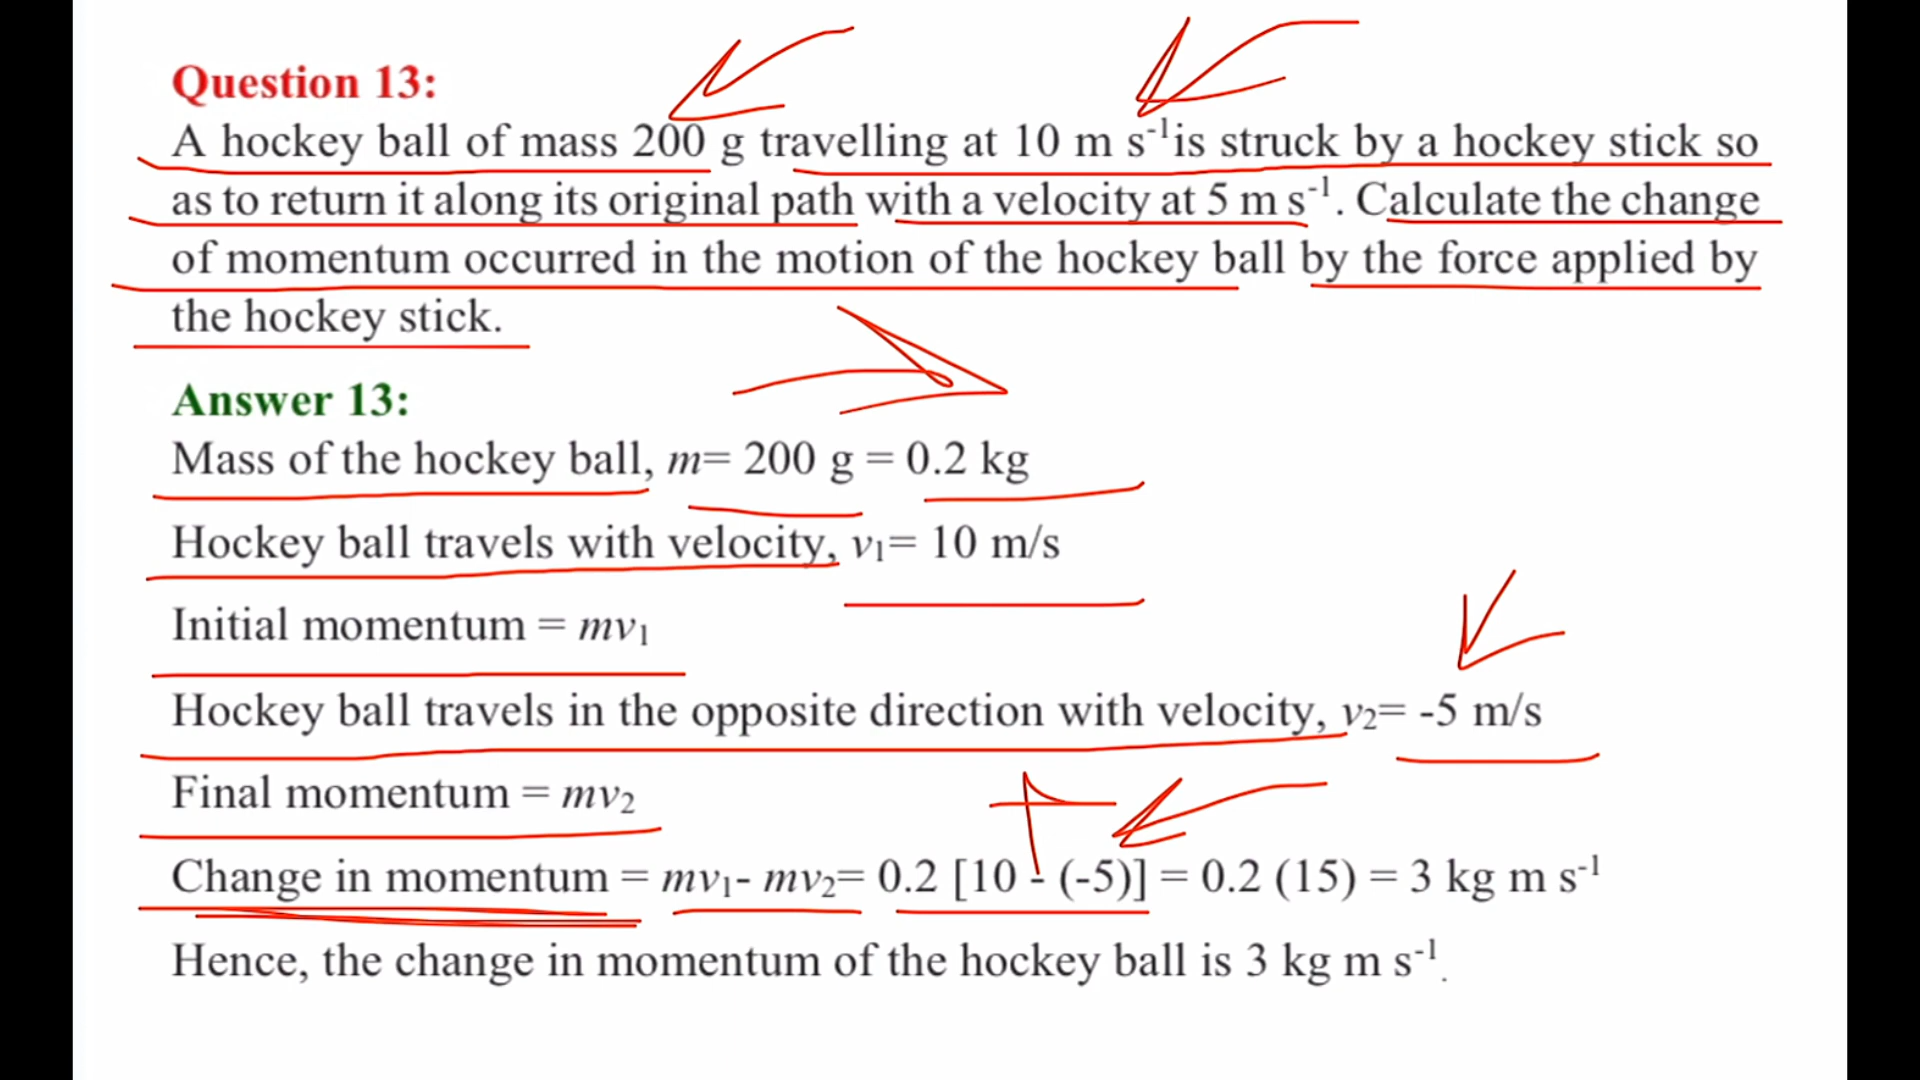 Question 13:
A hockey ball of mass 200 g travelling at 10 m s⁻¹is struck by a hockey stick so
as to return it along its original path with a velocity at 5 m s⁻¹. Calculate the change
of momentum occurred in the motion of the hockey ball by the force applied by
the hockey stick.
Answer 13:
Mass of the hockey ball, m= 200 g = 0.2 kg
Hockey ball travels with velocity, v₁= 10 m/s
Initial momentum = mv₁
Hockey ball travels in the opposite direction with velocity, v₂= -5 m/s
Final momentum = mv₂
Change in momentum = mv₁- mv₂= 0.2 [10 - (-5)] = 0.2 (15) = 3 kg m s⁻¹
Hence, the change in momentum of the hockey ball is 3 kg m s⁻¹.